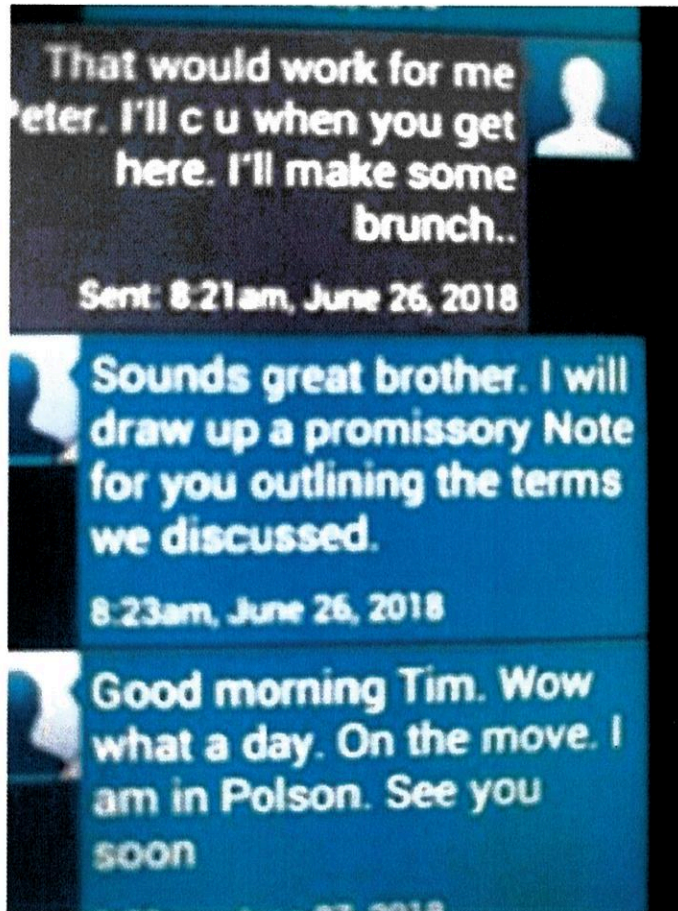 That would work for me
eter. I'll c u when you get
here. I'll make some
brunch..
Sent: 8:21am, June 26, 2018
Sounds great brother. I will
draw up a promissory Note
for you outlining the terms
we discussed.
8:23am, June 26, 2018
Good morning Tim. Wow
what a day. On the move. I
am in Polson. See you
soon
2018